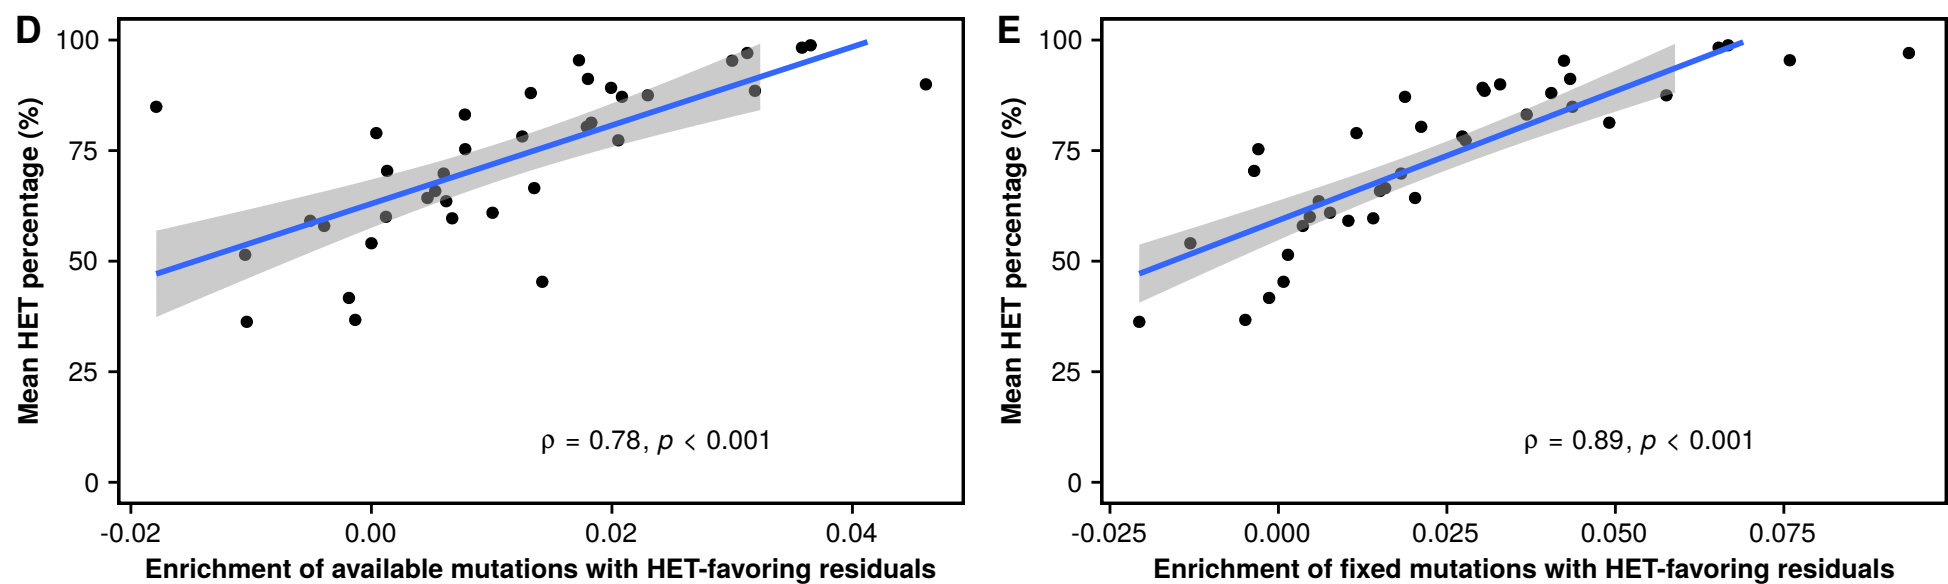 D
Mean HET percentage (%)
100
75
50
25
0
ρ = 0.78, p < 0.001
-0.02
0.00
0.02
0.04
Enrichment of available mutations with HET-favoring residuals
E
Mean HET percentage (%)
100
75
50
25
0
ρ = 0.89, p < 0.001
-0.025
0.000
0.025
0.050
0.075
Enrichment of fixed mutations with HET-favoring residuals